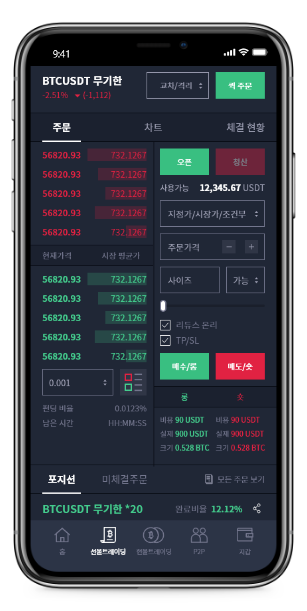 9:41
BTCUSDT 무기한
-2.51% (-1,112)
교차/격리
퀵 주문
주문 차트 체결 현황
56820.93 732.1267
56820.93 732.1267
56820.93 732.1267
56820.93 732.1267
56820.93 732.1267
현재가격 시장 평균가
56820.93 732.1267
56820.93 732.1267
56820.93 732.1267
56820.93 732.1267
56820.93 732.1267
0.001
펀딩 비율 0.0123%
남은 시간 HH:MM:SS
오픈 청산
사용가능 12,345.67 USDT
지정가/시장가/조건부
주문가격 − +
사이즈 가능
리듀스 온리
TP/SL
매수/롱 매도/숏
롱 숏
비용 90 USDT 비용 90 USDT
실제 900 USDT 실제 900 USDT
크기 0.528 BTC 크기 0.528 BTC
포지션 미체결주문 모든 주문 보기
BTCUSDT 무기한 *20 완료비율 12.12%
홈 선물트레이딩 현물트레이딩 P2P 지갑